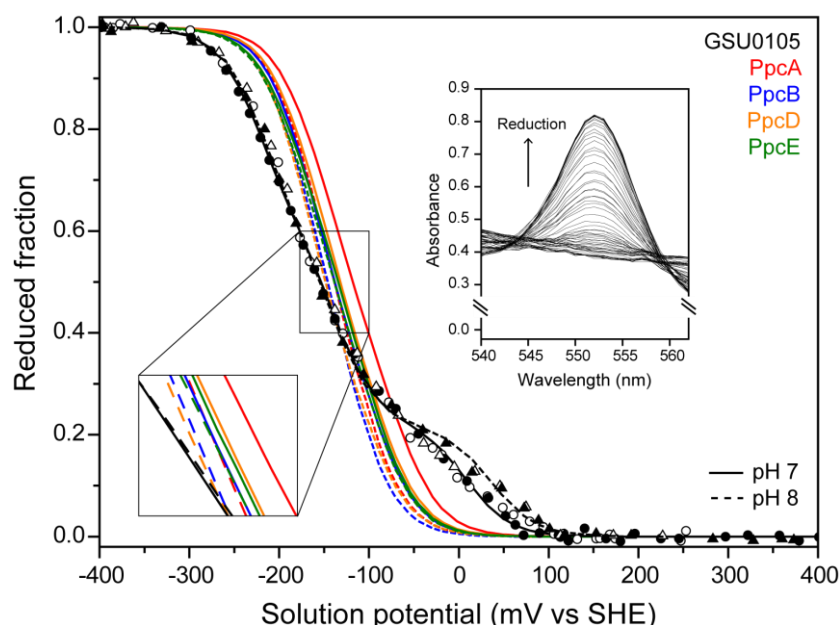 GSU0105
PpcA
PpcB
PpcD
PpcE
Reduced fraction
1.0
0.8
0.6
0.4
0.2
0.0
Absorbance
0.9
0.8
0.7
0.6
0.5
0.4
0.3
0.0
Reduction
540 545 550 555 560
Wavelength (nm)
pH 7
pH 8
-400 -300 -200 -100 0 100 200 300 400
Solution potential (mV vs SHE)